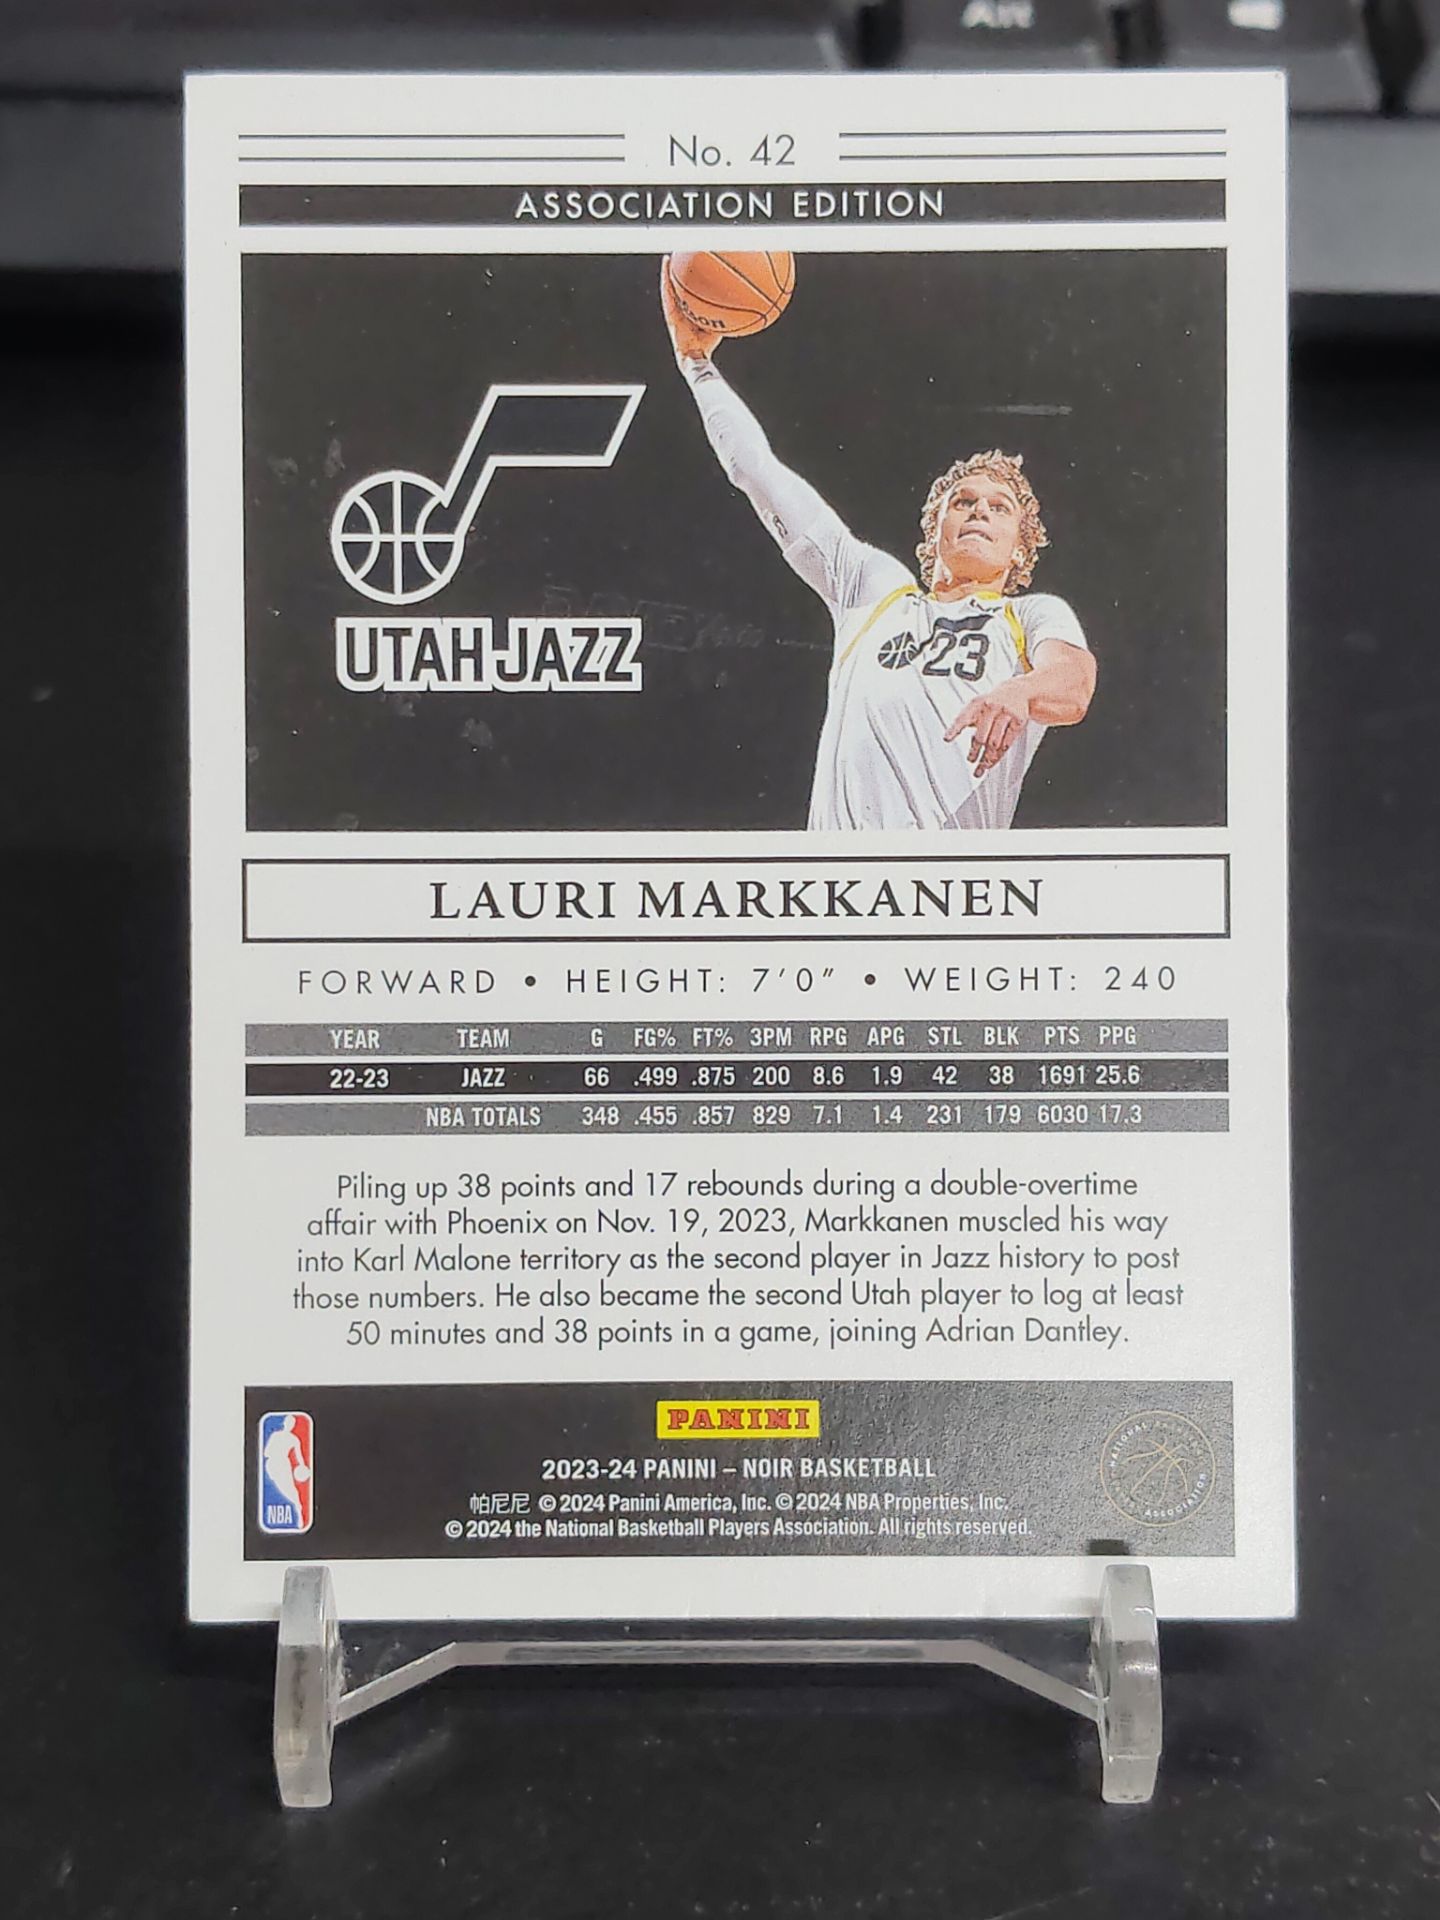 Alt
No. 42
ASSOCIATION EDITION
UTAH JAZZ
23
LAURI MARKKANEN
FORWARD • HEIGHT: 7'0" • WEIGHT: 240
YEAR TEAM G FG% FT% 3PM RPG APG STL BLK PTS PPG
22-23 JAZZ 66 .499 .875 200 8.6 1.9 42 38 1691 25.6
NBA TOTALS 348 .455 .857 829 7.1 1.4 231 179 6030 17.3
Piling up 38 points and 17 rebounds during a double-overtime
affair with Phoenix on Nov. 19, 2023, Markkanen muscled his way
into Karl Malone territory as the second player in Jazz history to post
those numbers. He also became the second Utah player to log at least
50 minutes and 38 points in a game, joining Adrian Dantley.
PANINI
2023-24 PANINI – NOIR BASKETBALL
帕尼尼 © 2024 Panini America, Inc. © 2024 NBA Properties, Inc.
© 2024 the National Basketball Players Association. All rights reserved.
NBA
NATIONAL BASKETBALL PLAYERS ASSOCIATION